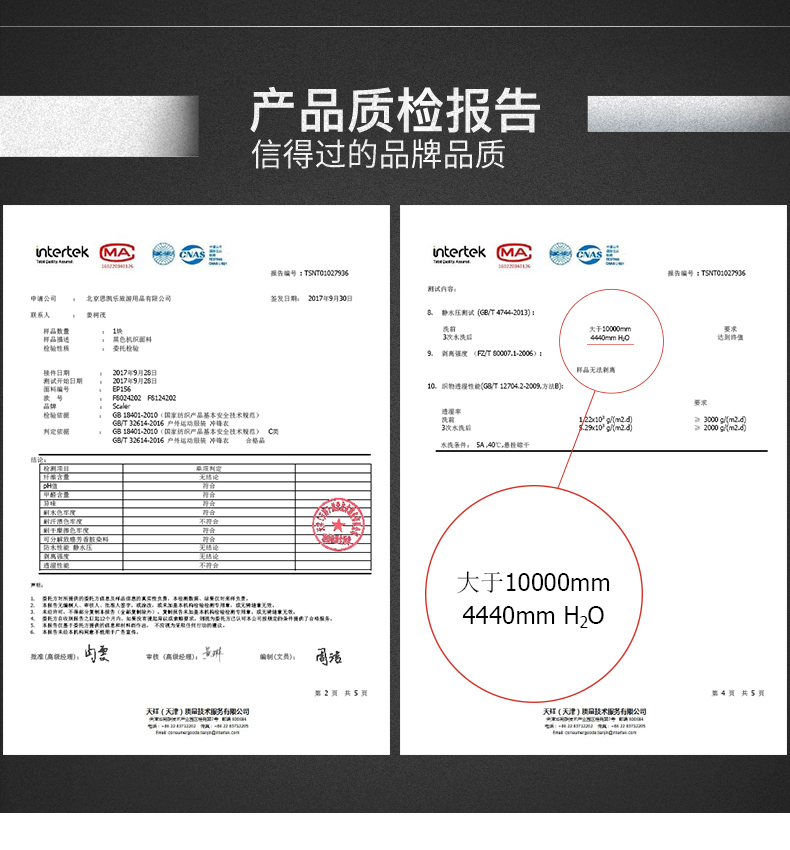 产品质检报告
信得过的品牌品质
intertek
Total Quality. Assured.
MA
160220340126
CNAS
报告编号：TSNT01027936
申请公司 ： 北京思凯乐旅游用品有限公司 签发日期： 2017年9月30日
联系人 ： 娄树茂
样品数量 ： 1块
样品描述 ： 黑色机织面料
检验性质 ： 委托检验
接件日期 ： 2017年9月28日
测试开始日期 ： 2017年9月28日
面料编号 ： EP156
款 号 ： F6024202 F8124202
品牌 ： Scaler
检验依据 ： GB 18401-2010（国家纺织产品基本安全技术规范）
GB/T 32614-2016 户外运动服装 冲锋衣
判定依据 ： GB 18401-2010（国家纺织产品基本安全技术规范） C类
GB/T 32614-2016 户外运动服装 冲锋衣 合格品
结论：
检测项目 单项判定
纤维含量 无结论
pH值 符合
甲醛含量 符合
异味 符合
耐水色牢度 符合
耐汗渍色牢度 不符合
耐干摩擦色牢度 符合
可分解致癌芳香胺染料 符合
防水性能 静水压 无结论
剥离强度 无结论
透湿性能 不符合
声明：
批准(高级经理)： 审核（高级经理)： 编制(文员)：
第 2 页 共 5 页
天祥（天津）质量技术服务有限公司
Email: consumergoods.tianjin@intertek.com
intertek
Total Quality. Assured.
MA
160220340126
CNAS
报告编号：TSNT01027936
测试内容：
8. 静水压测试 (GB/T 4744-2013)：
要求
洗前 大于10000mm 达到终值
3次水洗后 4440mm H₂O
9. 剥离强度 （FZ/T 80007.1-2006）：
样品无法剥离
10. 织物透湿性能(GB/T 12704.2-2009,方法B):
要求
透湿率
洗前 1.22x10³ g/(m2.d) ≥ 3000 g/(m2.d)
3次水洗后 5.29x10³ g/(m2.d) ≥ 2000 g/(m2.d)
水洗条件： 5A ,40℃,悬挂晾干
大于10000mm
4440mm H₂O
第 4 页 共 5 页
天祥（天津）质量技术服务有限公司
Email: consumergoods.tianjin@intertek.com